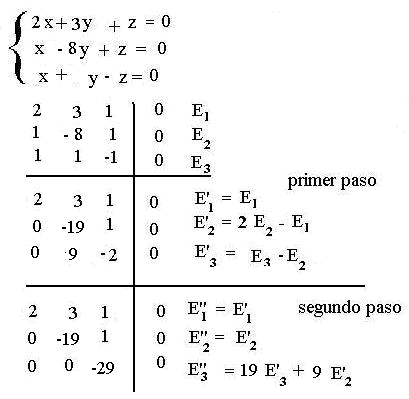 2x+3y + z = 0
x - 8y + z = 0
x + y - z = 0
2 3 1 0 E1
1 -8 1 0 E2
1 1 -1 0 E3
primer paso
2 3 1 0 E'1 = E1
0 -19 1 0 E'2 = 2 E2 - E1
0 9 -2 0 E'3 = E3 - E2
segundo paso
2 3 1 0 E''1 = E'1
0 -19 1 0 E''2 = E'2
0 0 -29 0 E''3 = 19 E'3 + 9 E'2